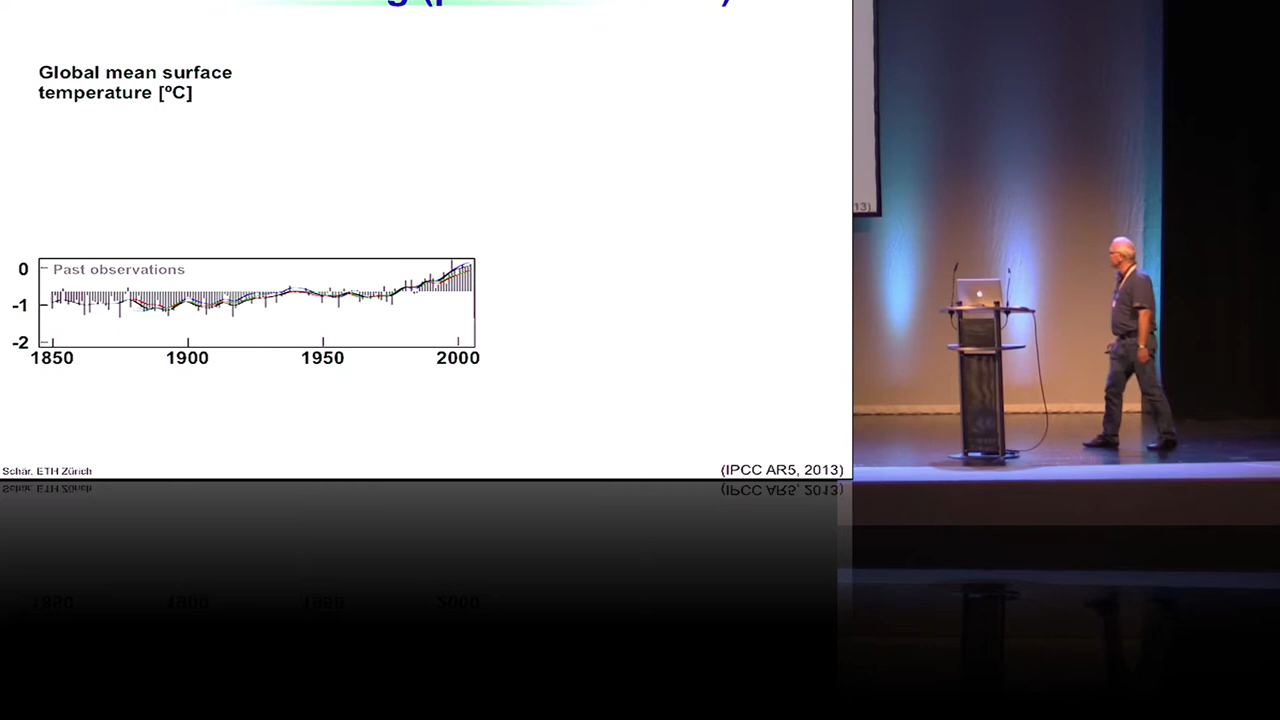 Global mean surface
temperature [ºC]
0
Past observations
-1
-2
1850 1900 1950 2000
Schär, ETH Zürich
(IPCC AR5, 2013)
13)